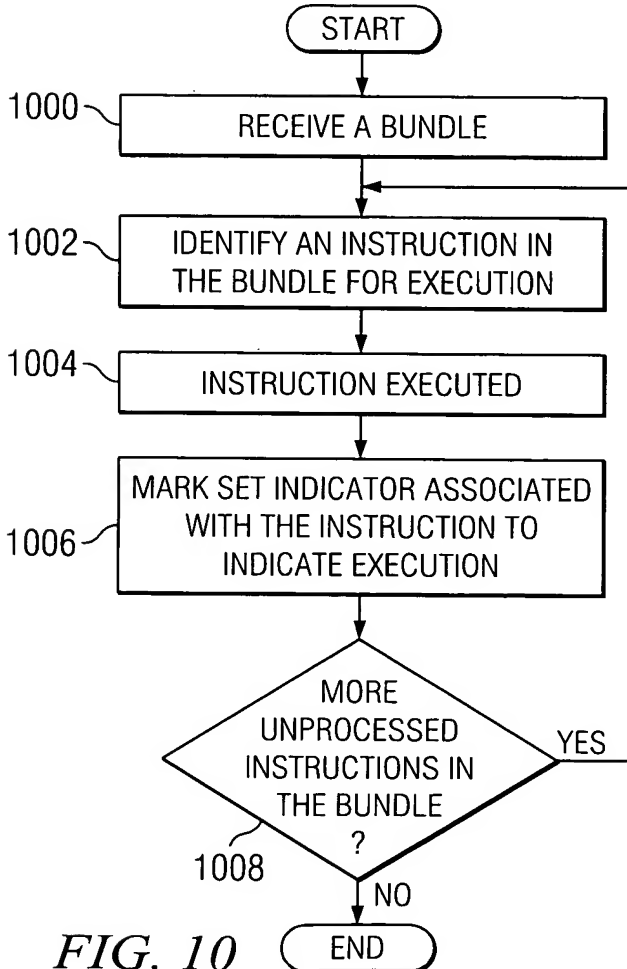 START
1000
RECEIVE A BUNDLE
1002
IDENTIFY AN INSTRUCTION IN
THE BUNDLE FOR EXECUTION
1004
INSTRUCTION EXECUTED
MARK SET INDICATOR ASSOCIATED
WITH THE INSTRUCTION TO
INDICATE EXECUTION
1006
MORE
UNPROCESSED
INSTRUCTIONS IN
THE BUNDLE
?
YES
1008
NO
FIG. 10
END